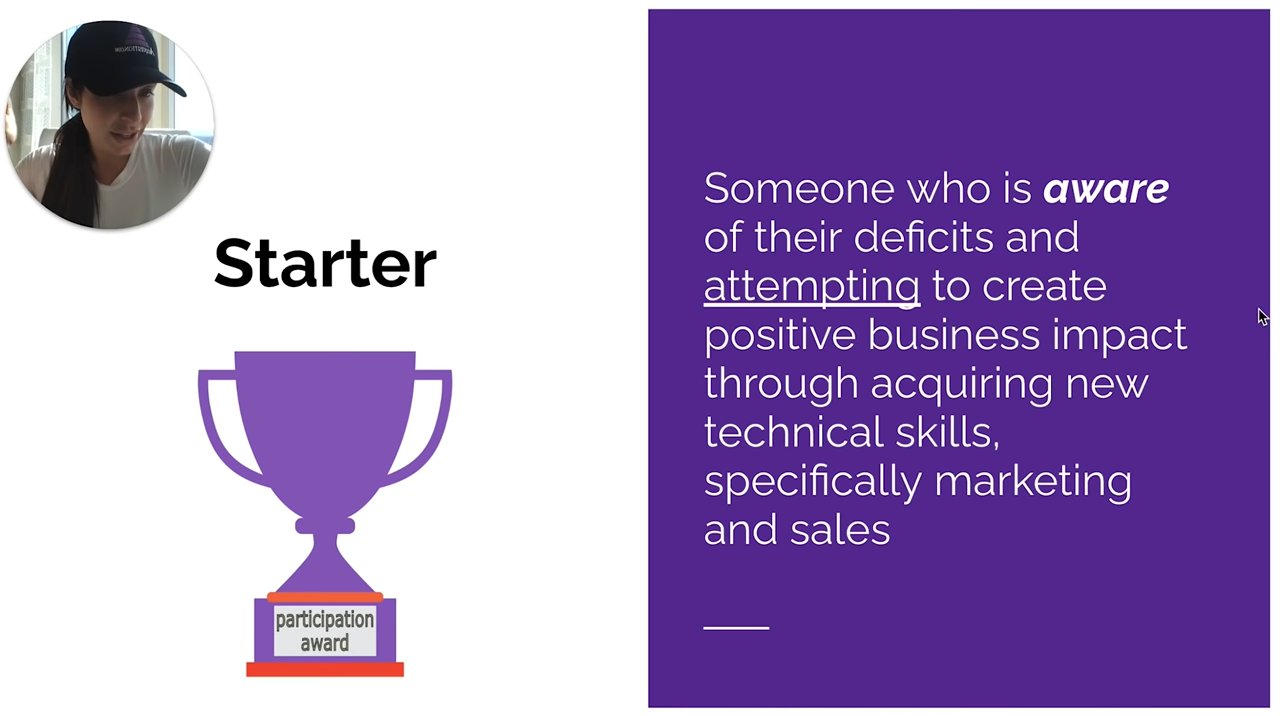 Starter
participation
award
Someone who is aware
of their deficits and
attempting to create
positive business impact
through acquiring new
technical skills,
specifically marketing
and sales